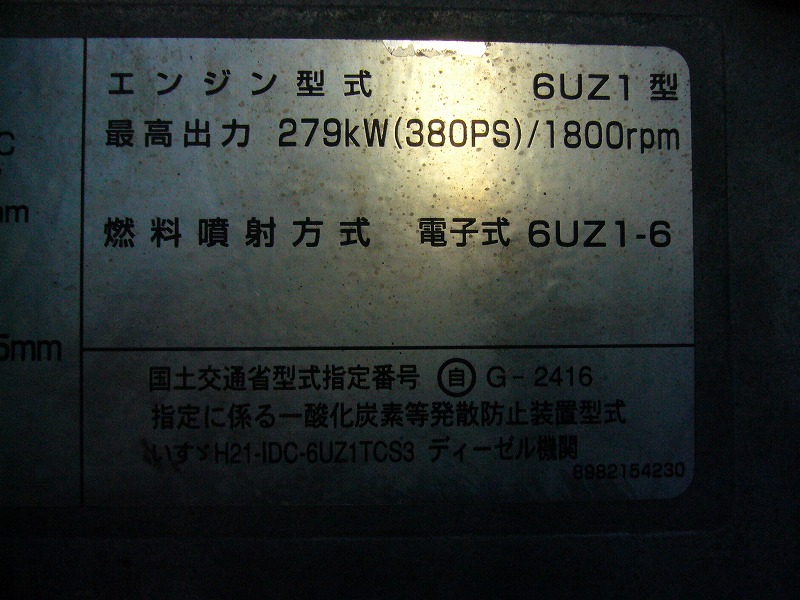 エンジン型式 6UZ1型
最高出力 279kW(380PS)/1800rpm
燃料噴射方式 電子式 6UZ1-6
5mm
国土交通省型式指定番号 自 G-2416
指定に係る一酸化炭素等発散防止装置型式
いすゞH21-IDC-6UZ1TCS3 ディーゼル機関
8982154230